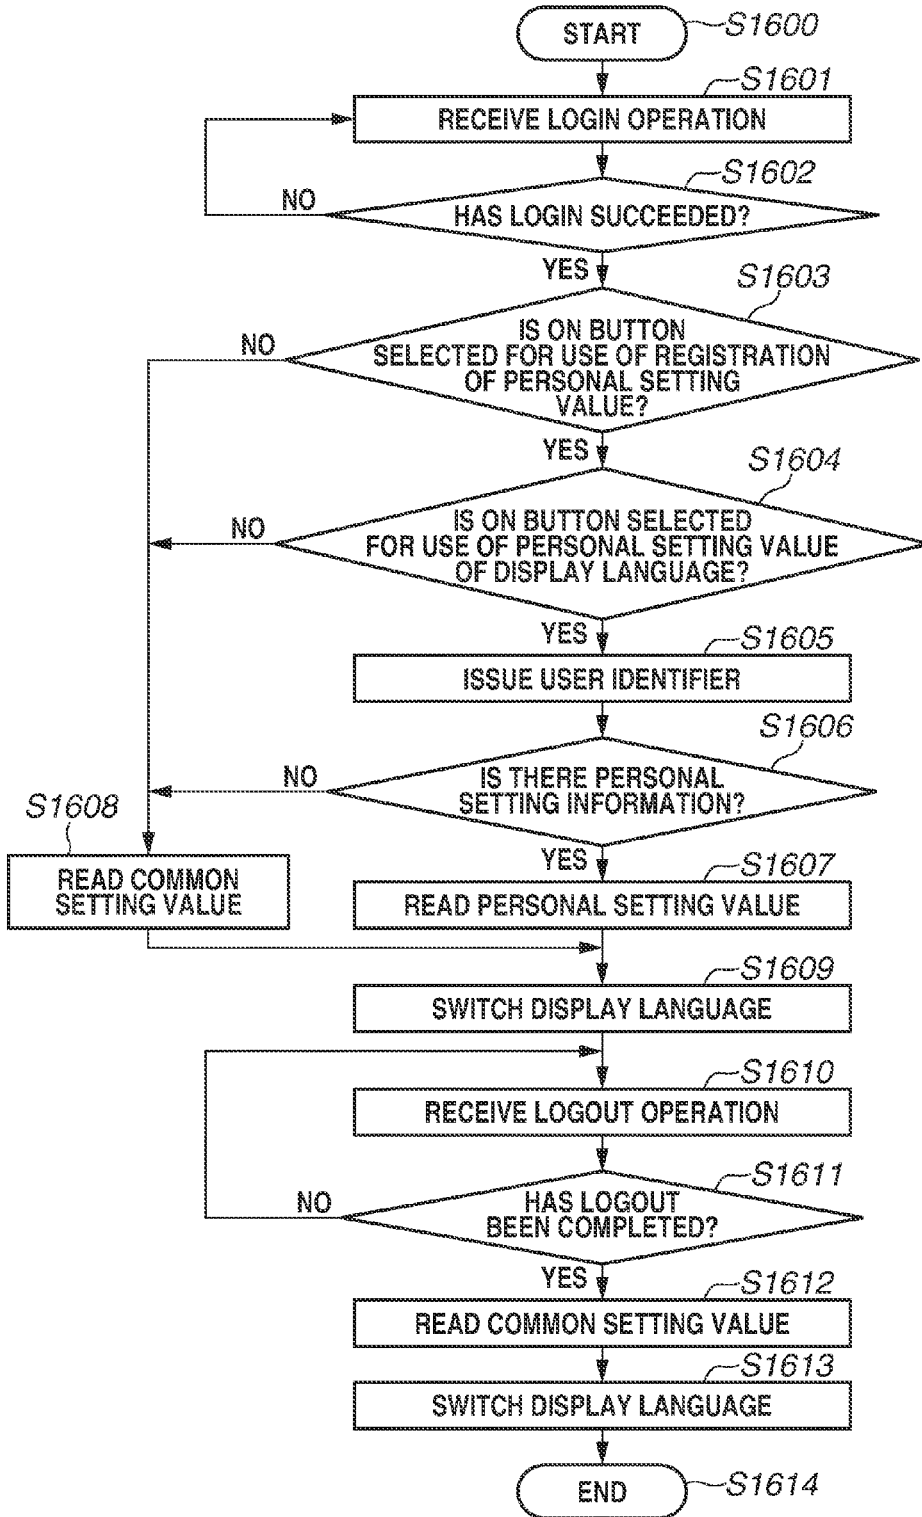 START
S1600
S1601
RECEIVE LOGIN OPERATION
S1602
NO
HAS LOGIN SUCCEEDED?
YES
S1603
NO
IS ON BUTTON
SELECTED FOR USE OF REGISTRATION
OF PERSONAL SETTING
VALUE?
YES
S1604
NO
IS ON BUTTON SELECTED
FOR USE OF PERSONAL SETTING VALUE
OF DISPLAY LANGUAGE?
YES
S1605
ISSUE USER IDENTIFIER
S1606
NO
IS THERE PERSONAL
SETTING INFORMATION?
S1608
YES
S1607
READ COMMON
SETTING VALUE
READ PERSONAL SETTING VALUE
S1609
SWITCH DISPLAY LANGUAGE
S1610
RECEIVE LOGOUT OPERATION
S1611
NO
HAS LOGOUT
BEEN COMPLETED?
YES
S1612
READ COMMON SETTING VALUE
S1613
SWITCH DISPLAY LANGUAGE
END
S1614